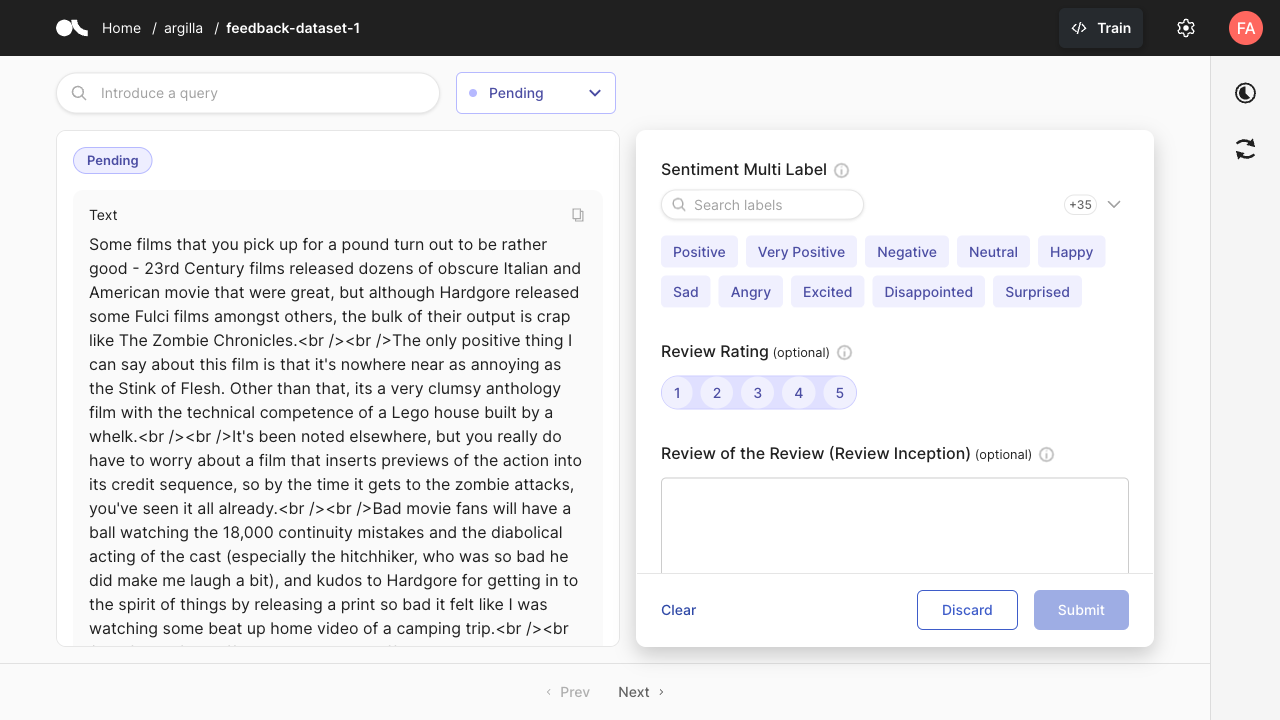 Home / argilla / feedback-dataset-1
Train
FA
Introduce a query
Pending
Pending
Text
Some films that you pick up for a pound turn out to be rather
good - 23rd Century films released dozens of obscure Italian and
American movie that were great, but although Hardgore released
some Fulci films amongst others, the bulk of their output is crap
like The Zombie Chronicles.<br /><br />The only positive thing I
can say about this film is that it's nowhere near as annoying as
the Stink of Flesh. Other than that, its a very clumsy anthology
film with the technical competence of a Lego house built by a
whelk.<br /><br />It's been noted elsewhere, but you really do
have to worry about a film that inserts previews of the action into
its credit sequence, so by the time it gets to the zombie attacks,
you've seen it all already.<br /><br />Bad movie fans will have a
ball watching the 18,000 continuity mistakes and the diabolical
acting of the cast (especially the hitchhiker, who was so bad he
did make me laugh a bit), and kudos to Hardgore for getting in to
the spirit of things by releasing a print so bad it felt like I was
watching some beat up home video of a camping trip.<br /><br
Sentiment Multi Label
Search labels
+35
Positive Very Positive Negative Neutral Happy
Sad Angry Excited Disappointed Surprised
Review Rating (optional)
1 2 3 4 5
Review of the Review (Review Inception) (optional)
Clear
Discard
Submit
Prev
Next